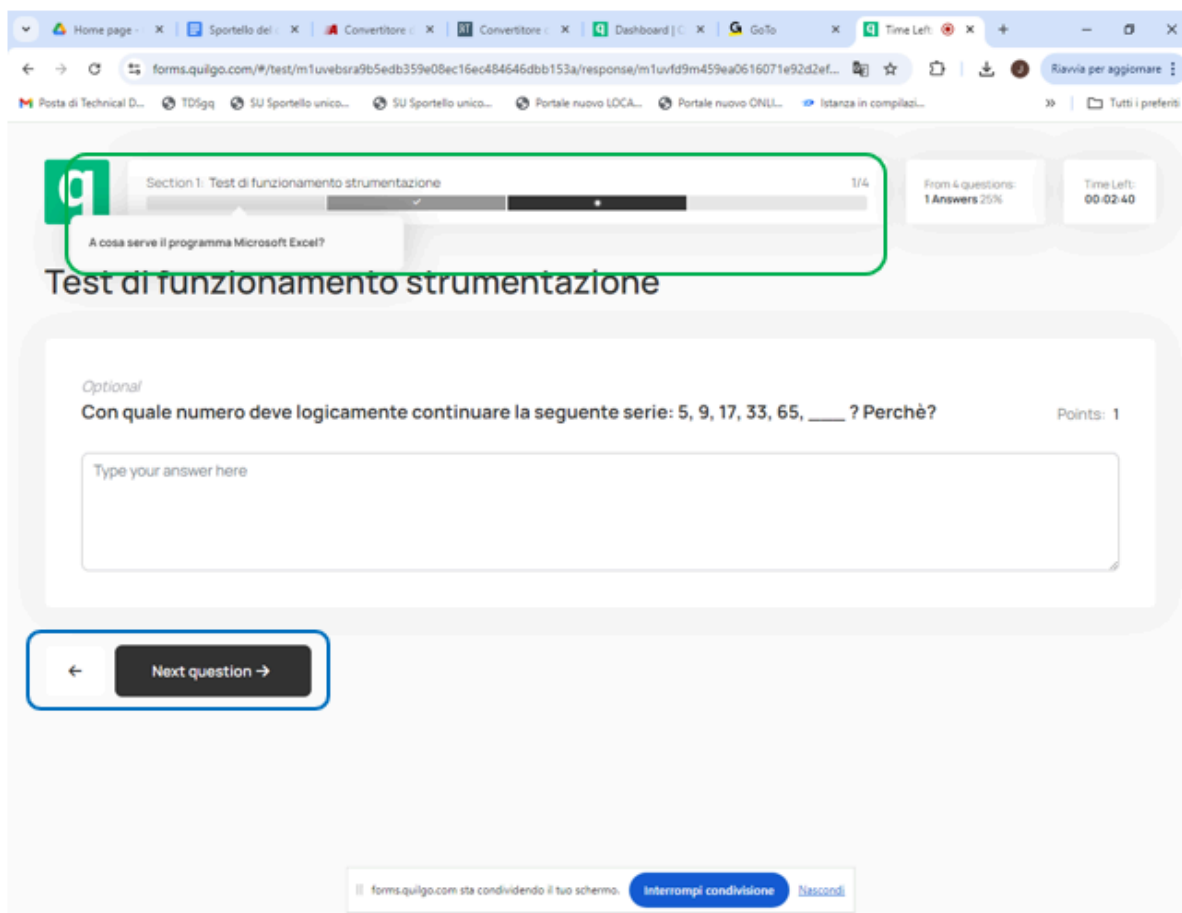 Home page -
Sportello del
Convertitore
Convertitore
Dashboard | C
GoTo
Time Left:
forms.quilgo.com/#/test/m1uvebsra9b5edb359e08ec16ec484646dbb153a/response/m1uvfd9m459ea0616071e92d2ef...
Riavvia per aggiornare
Posta di Technical D...
TDSgq
SU Sportello unico...
SU Sportello unico...
Portale nuovo LOCA...
Portale nuovo ONLI...
Istanza in compilazi...
Tutti i preferiti
q
Section 1: Test di funzionamento strumentazione
1/4
From 4 questions:
1 Answers 25%
Time Left:
00:02:40
A cosa serve il programma Microsoft Excel?
Test di funzionamento strumentazione
Optional
Con quale numero deve logicamente continuare la seguente serie: 5, 9, 17, 33, 65, ___ ? Perchè?
Points: 1
Type your answer here
← Next question →
forms.quilgo.com sta condividendo il tuo schermo. Interrompi condivisione Nascondi